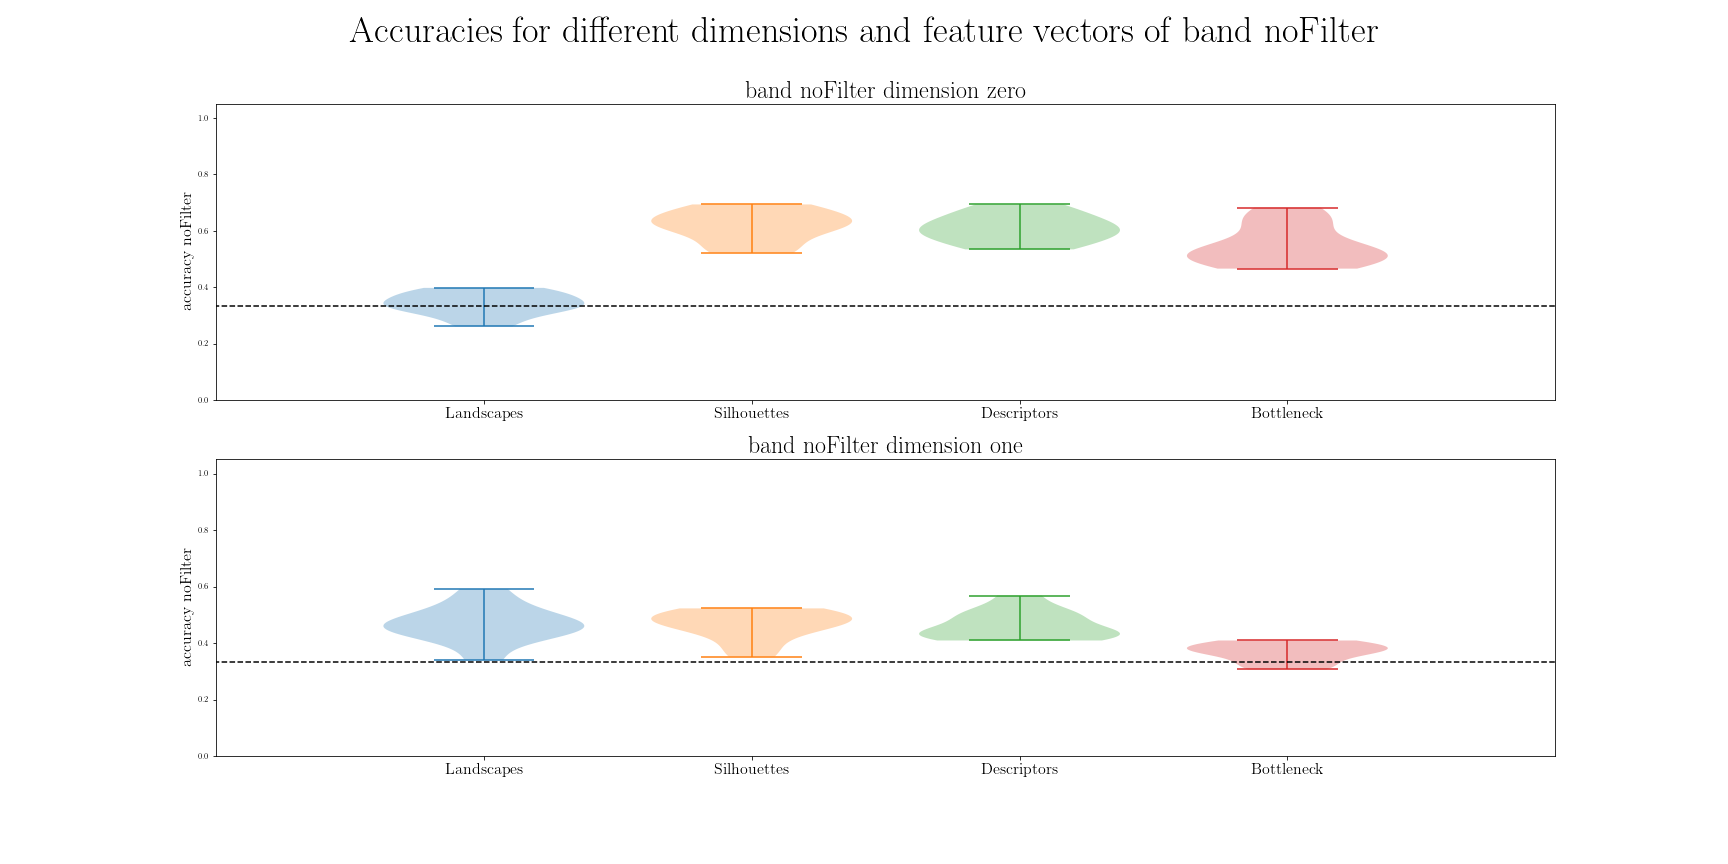 Accuracies for different dimensions and feature vectors of band noFilter
band noFilter dimension zero
accuracy noFilter
1.0
0.8
0.6
0.4
0.2
0.0
Landscapes Silhouettes Descriptors Bottleneck
band noFilter dimension one
accuracy noFilter
1.0
0.8
0.6
0.4
0.2
0.0
Landscapes Silhouettes Descriptors Bottleneck